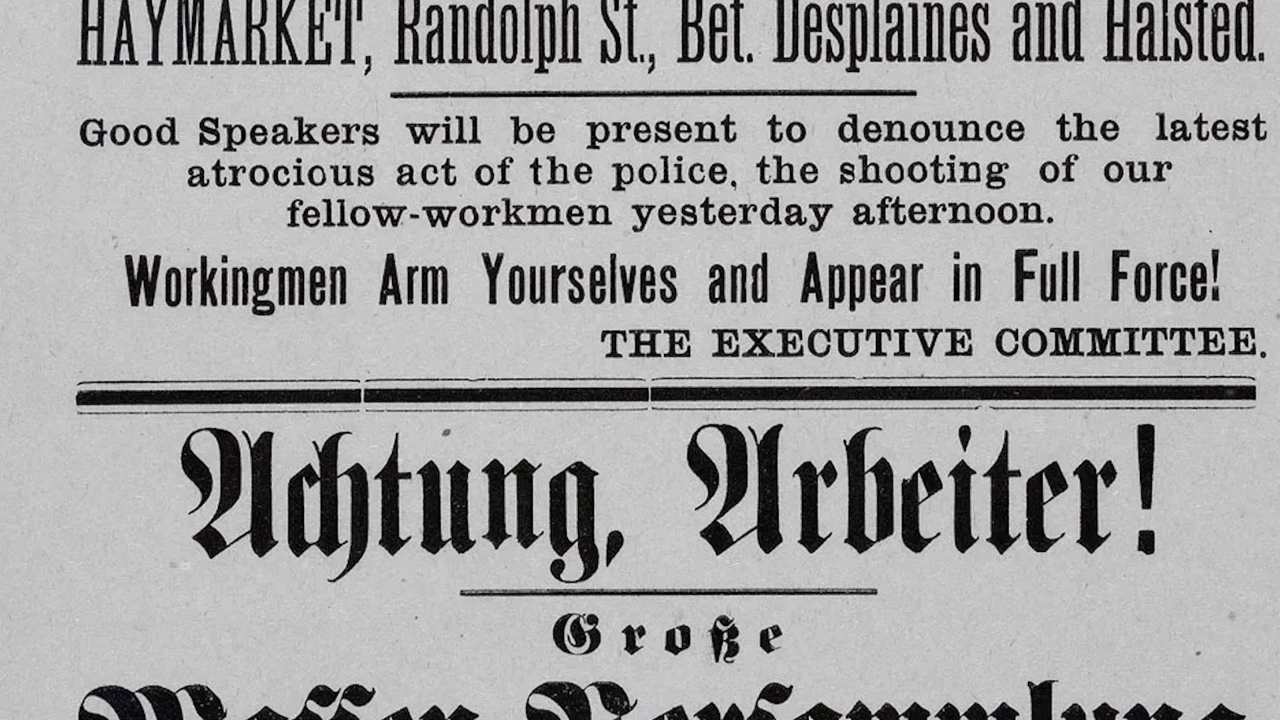 HAYMARKET, Randolph St., Bet. Desplaines and Halsted.
Good Speakers will be present to denounce the latest
atrocious act of the police, the shooting of our
fellow-workmen yesterday afternoon.
Workingmen Arm Yourselves and Appear in Full Force!
THE EXECUTIVE COMMITTEE.
Achtung, Arbeiter!
Große
Massen-Versammlung